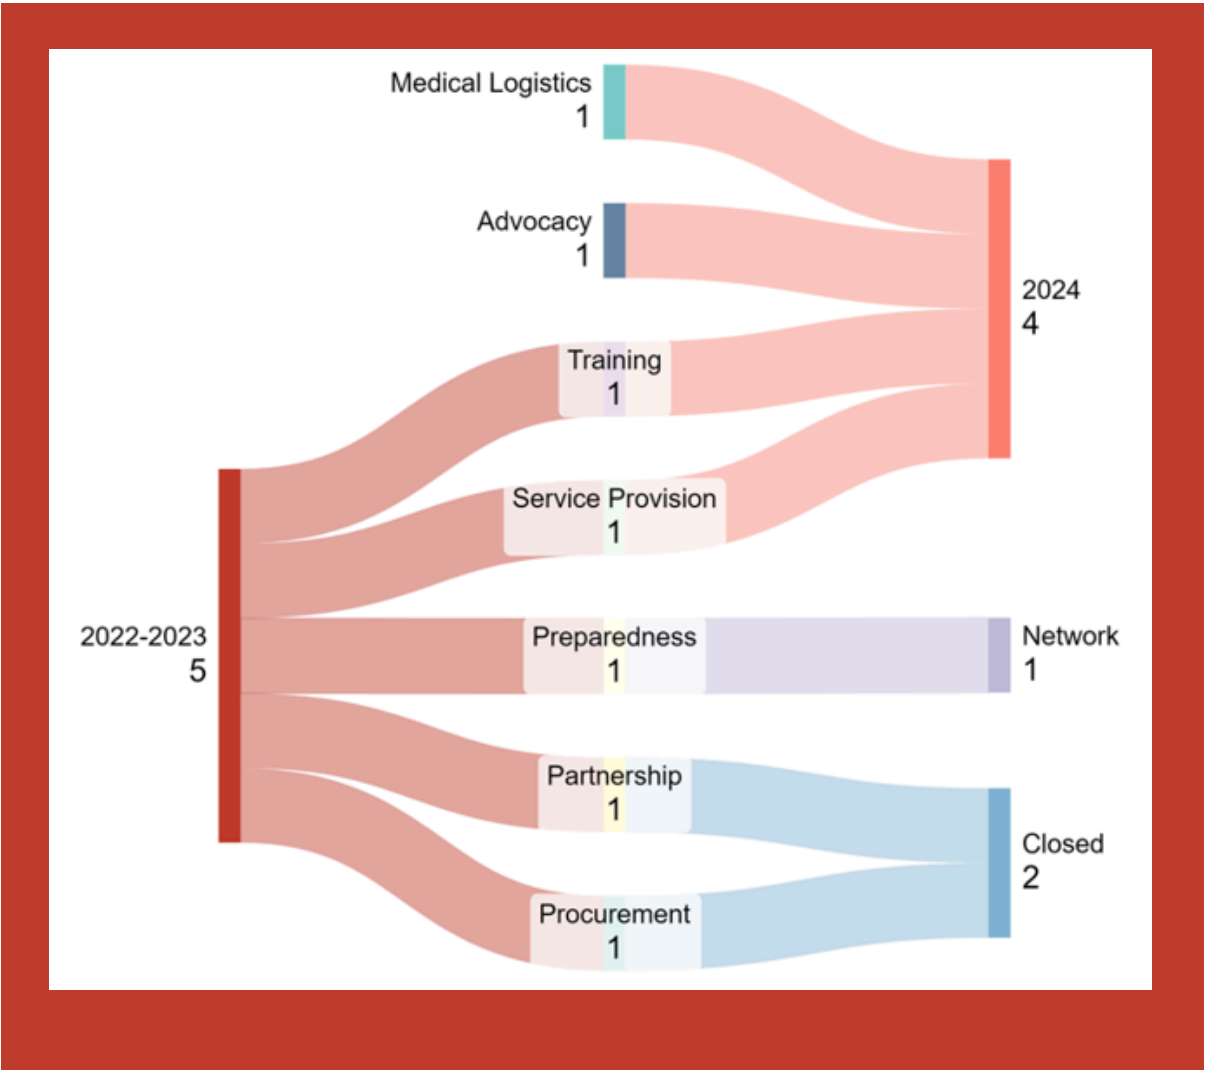 Medical Logistics
1
Advocacy
1
2024
4
Training
1
Service Provision
1
2022-2023
5
Preparedness
1
Network
1
Partnership
1
Closed
2
Procurement
1